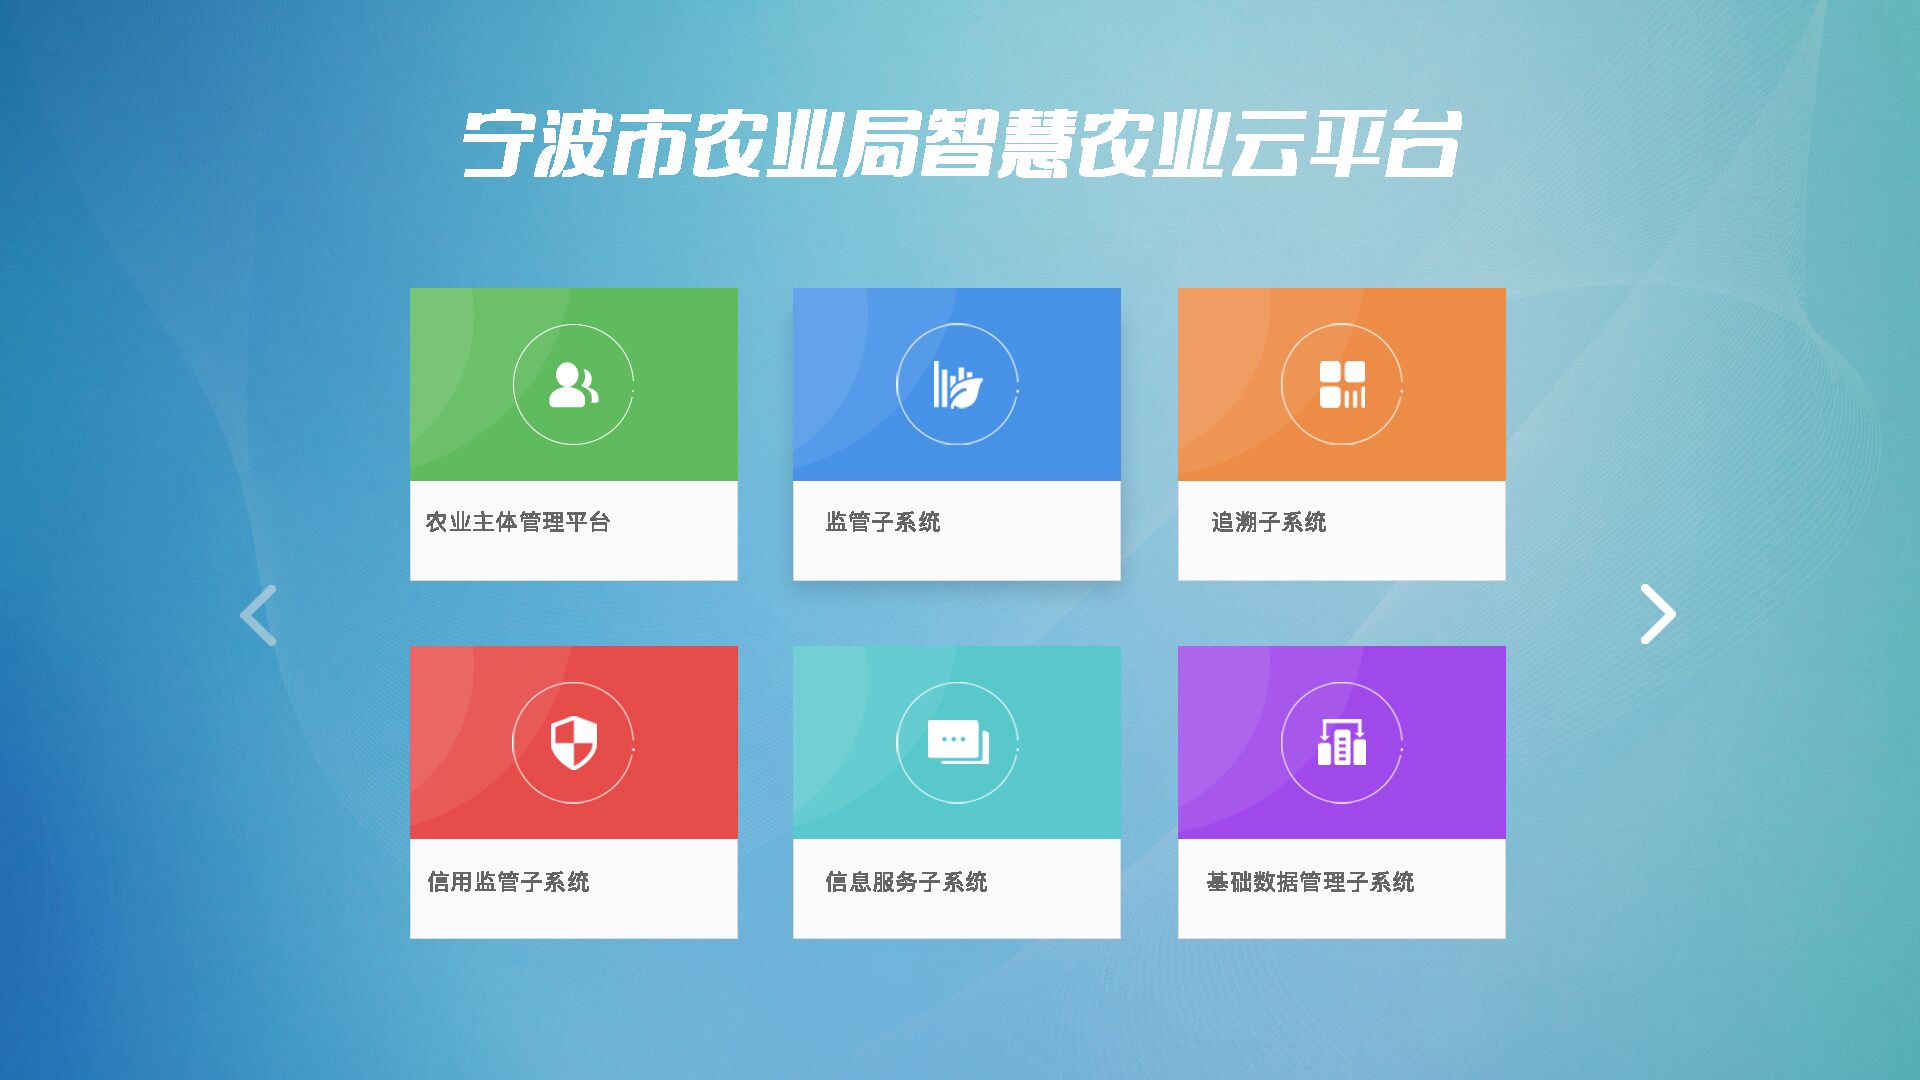 宁波市农业局智慧农业云平台
农业主体管理平台
监管子系统
追溯子系统
信用监管子系统
信息服务子系统
基础数据管理子系统